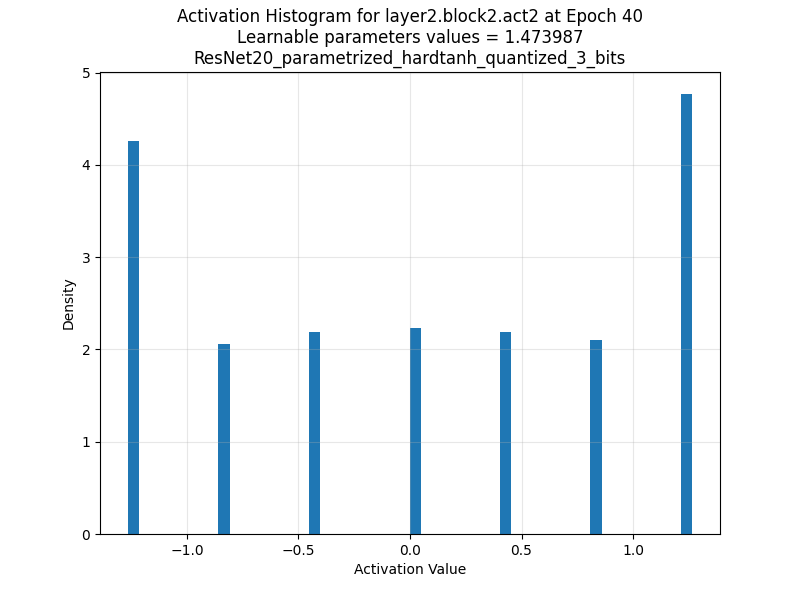 Activation Histogram for layer2.block2.act2 at Epoch 40
Learnable parameters values = 1.473987
ResNet20_parametrized_hardtanh_quantized_3_bits
5
4
3
2
1
0
Density
−1.0 −0.5 0.0 0.5 1.0
Activation Value